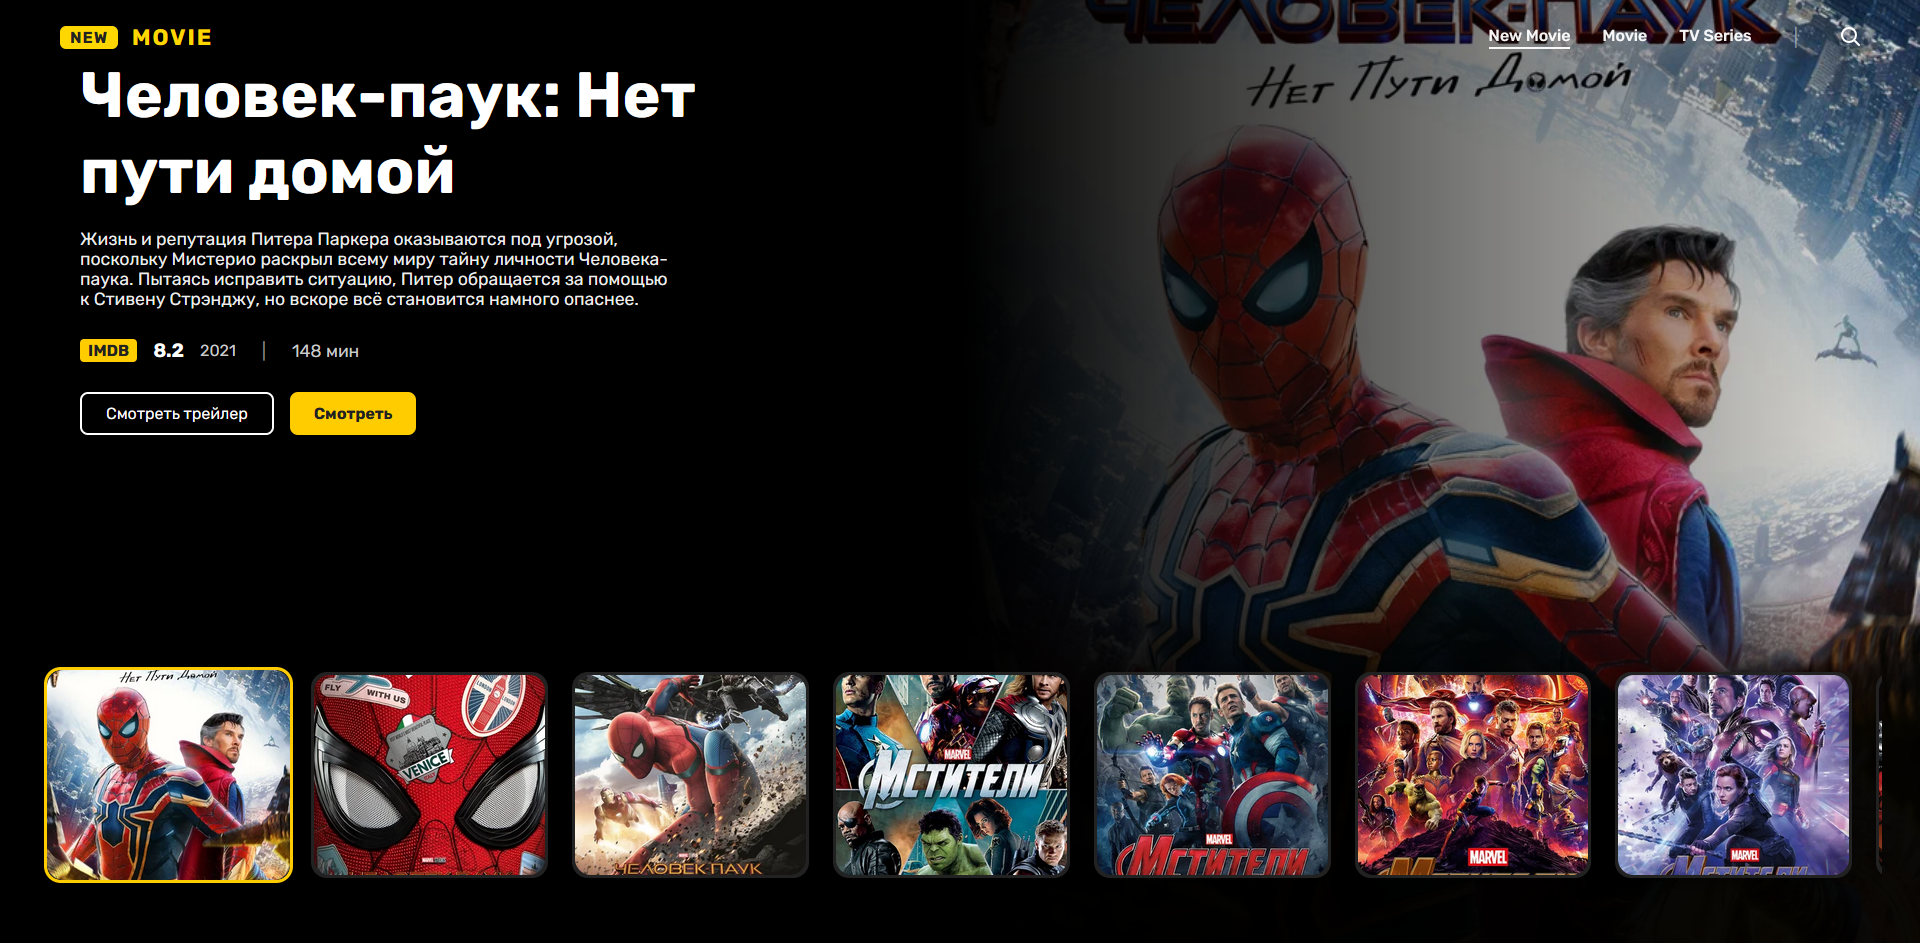 NEW MOVIE
New Movie Movie TV Series
ЧЕЛОВЕК-ПАУК
Нет Пути Домой
Человек-паук: Нет
пути домой
Жизнь и репутация Питера Паркера оказываются под угрозой,
поскольку Мистерио раскрыл всему миру тайну личности Человека-
паука. Пытаясь исправить ситуацию, Питер обращается за помощью
к Стивену Стрэнджу, но вскоре всё становится намного опаснее.
IMDB 8.2 2021 | 148 мин
Смотреть трейлер Смотреть
Нет Пути Домой
FLY WITH US
VENICE
ЧЕЛОВЕК-ПАУК
MARVEL
МСТИТЕЛИ
MARVEL
МСТИТЕЛИ
MARVEL
MARVEL
МСТИТЕЛИ